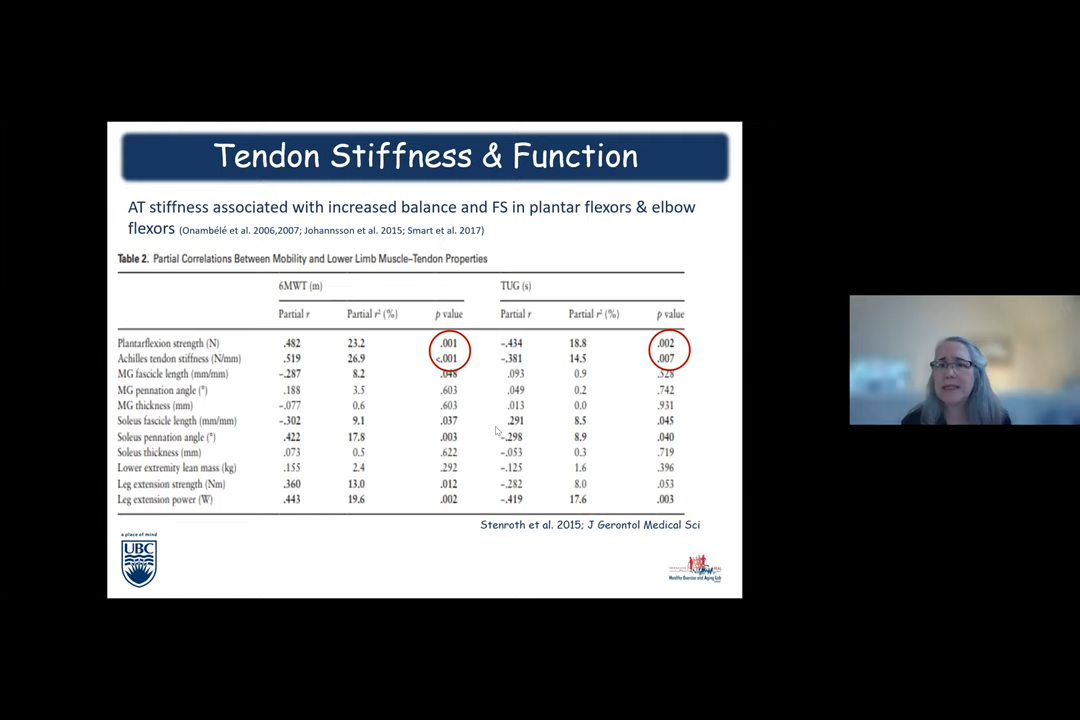 Tendon Stiffness & Function
AT stiffness associated with increased balance and FS in plantar flexors & elbow
flexors (Onambélé et al. 2006,2007; Johannsson et al. 2015; Smart et al. 2017)
Table 2. Partial Correlations Between Mobility and Lower Limb Muscle–Tendon Properties
6MWT (m) TUG (s)
Partial r Partial r² (%) p value Partial r Partial r² (%) p value
Plantarflexion strength (N) .482 23.2 .001 –.434 18.8 .002
Achilles tendon stiffness (N/mm) .519 26.9 <.001 –.381 14.5 .007
MG fascicle length (mm/mm) –.287 8.2 .048 .093 0.9 .528
MG pennation angle (°) .188 3.5 .603 .049 0.2 .742
MG thickness (mm) –.077 0.6 .603 .013 0.0 .931
Soleus fascicle length (mm/mm) –.302 9.1 .037 .291 8.5 .045
Soleus pennation angle (°) .422 17.8 .003 –.298 8.9 .040
Soleus thickness (mm) .073 0.5 .622 –.053 0.3 .719
Lower extremity lean mass (kg) .155 2.4 .292 –.125 1.6 .396
Leg extension strength (Nm) .360 13.0 .012 –.282 8.0 .053
Leg extension power (W) .443 19.6 .002 –.419 17.6 .003
Stenroth et al. 2015; J Gerontol Medical Sci
a place of mind
UBC
Healthy Exercise and Aging Lab